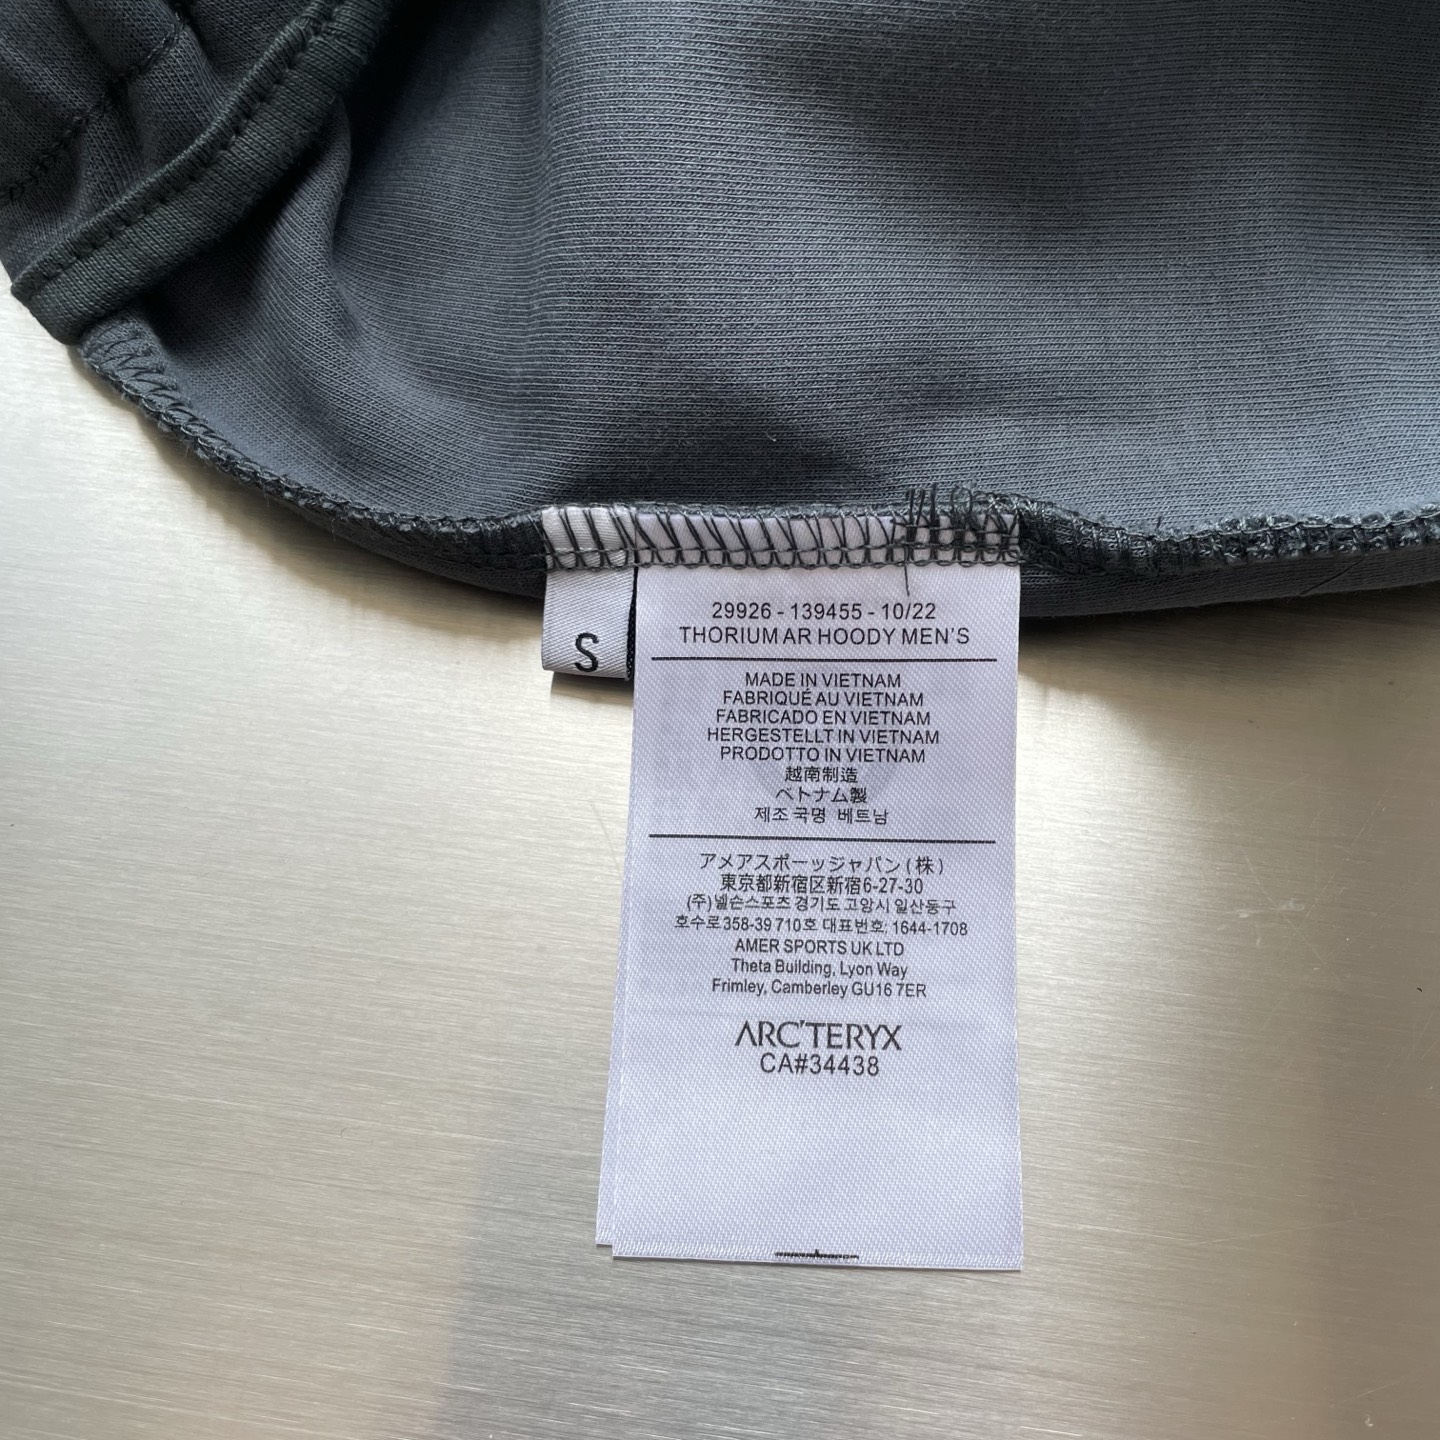 S
29926 - 139455 - 10/22
THORIUM AR HOODY MEN'S
MADE IN VIETNAM
FABRIQUÉ AU VIETNAM
FABRICADO EN VIETNAM
HERGESTELLT IN VIETNAM
PRODOTTO IN VIETNAM
越南制造
ベトナム製
제조 국명 베트남
アメアスポーッジャパン(株)
東京都新宿区新宿6-27-30
(주)넬슨스포츠 경기도 고앙시 일산동구
호수로 358-39 710호 대표번호: 1644-1708
AMER SPORTS UK LTD
Theta Building, Lyon Way
Frimley, Camberley GU16 7ER
ARC'TERYX
CA#34438